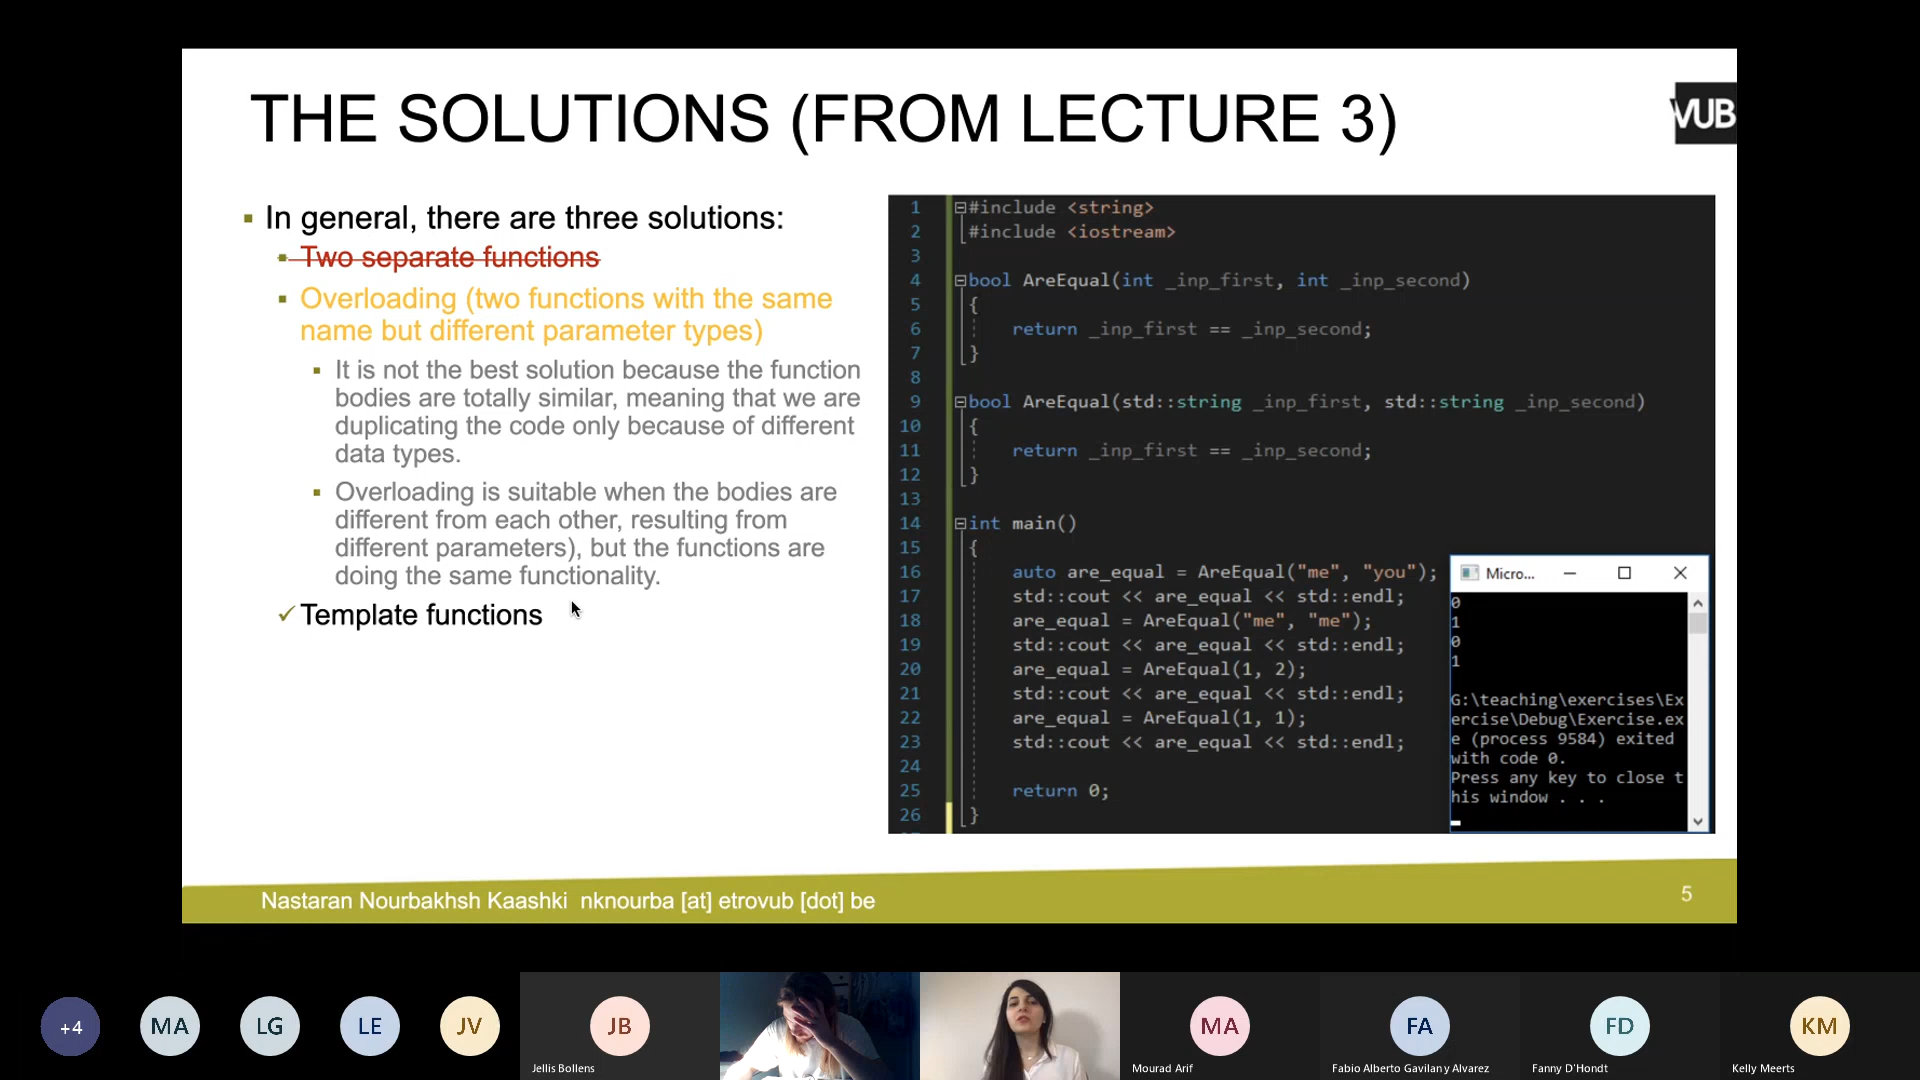 THE SOLUTIONS (FROM LECTURE 3)
VUB
In general, there are three solutions:
Two separate functions
Overloading (two functions with the same
name but different parameter types)
It is not the best solution because the function
bodies are totally similar, meaning that we are
duplicating the code only because of different
data types.
Overloading is suitable when the bodies are
different from each other, resulting from
different parameters), but the functions are
doing the same functionality.
Template functions
1 #include <string>
2 #include <iostream>
3
4 bool AreEqual(int _inp_first, int _inp_second)
5 {
6 return _inp_first == _inp_second;
7 }
8
9 bool AreEqual(std::string _inp_first, std::string _inp_second)
10 {
11 return _inp_first == _inp_second;
12 }
13
14 int main()
15 {
16 auto are_equal = AreEqual("me", "you");
17 std::cout << are_equal << std::endl;
18 are_equal = AreEqual("me", "me");
19 std::cout << are_equal << std::endl;
20 are_equal = AreEqual(1, 2);
21 std::cout << are_equal << std::endl;
22 are_equal = AreEqual(1, 1);
23 std::cout << are_equal << std::endl;
24
25 return 0;
26 }
Micro...
0
1
0
1
G:\teaching\exercises\Ex
ercise\Debug\Exercise.ex
e (process 9584) exited
with code 0.
Press any key to close t
his window . . .
Nastaran Nourbakhsh Kaashki nknourba [at] etrovub [dot] be
5
+4
MA
LG
LE
JV
JB
Jellis Bollens
MA
Mourad Arif
FA
Fabio Alberto Gavilan y Alvarez
FD
Fanny D'Hondt
KM
Kelly Meerts